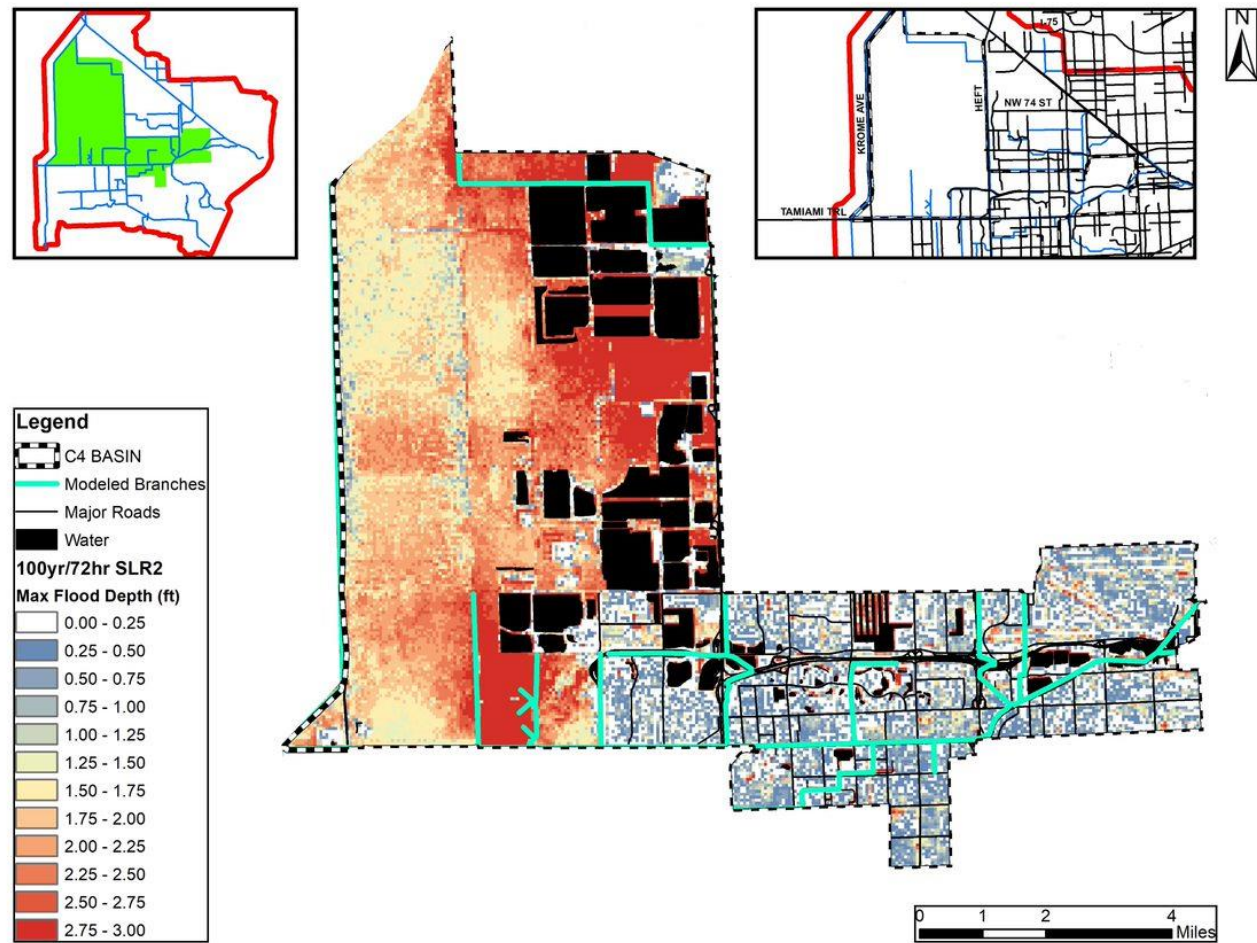 I-75
N
NW 74 ST
HEFT
KROME AVE
TAMIAMI TRL
Legend
C4 BASIN
Modeled Branches
Major Roads
Water
100yr/72hr SLR2
Max Flood Depth (ft)
0.00 - 0.25
0.25 - 0.50
0.50 - 0.75
0.75 - 1.00
1.00 - 1.25
1.25 - 1.50
1.50 - 1.75
1.75 - 2.00
2.00 - 2.25
2.25 - 2.50
2.50 - 2.75
2.75 - 3.00
0 1 2 4
Miles